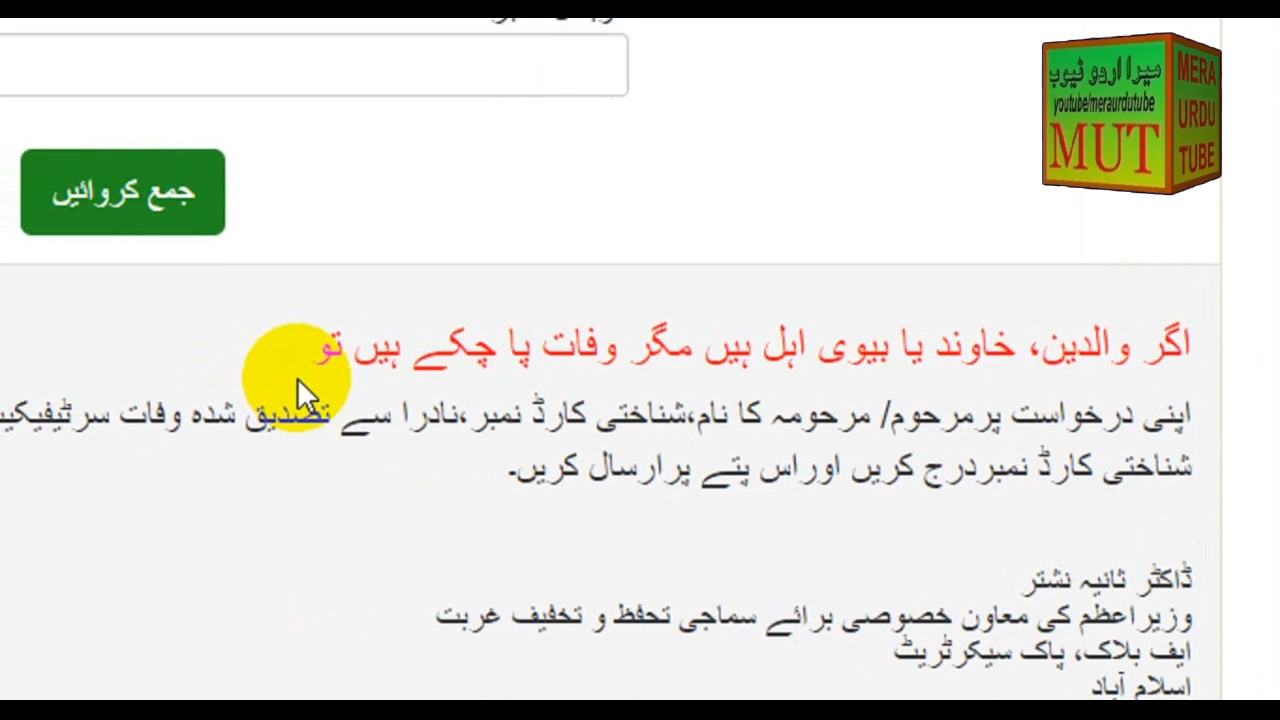 میرا اردو ٹیوب
youtube/meraurdutube
MUT
MERA
URDU
TUBE
جمع کروائیں
اگر والدین، خاوند یا بیوی اہل ہیں مگر وفات پا چکے ہیں تو
اپنی درخواست پرمرحوم/ مرحومہ کا نام،شناختی کارڈ نمبر،نادرا سے تصدیق شدہ وفات
شناختی کارڈ نمبردرج کریں اوراس پتے پرارسال کریں۔
ڈاکٹر ثانیہ نشتر
وزیراعظم کی معاون خصوصی برائے سماجی تحفظ و تخفیف غربت
ایف بلاک، پاک سیکرٹریٹ
اسلام آباد